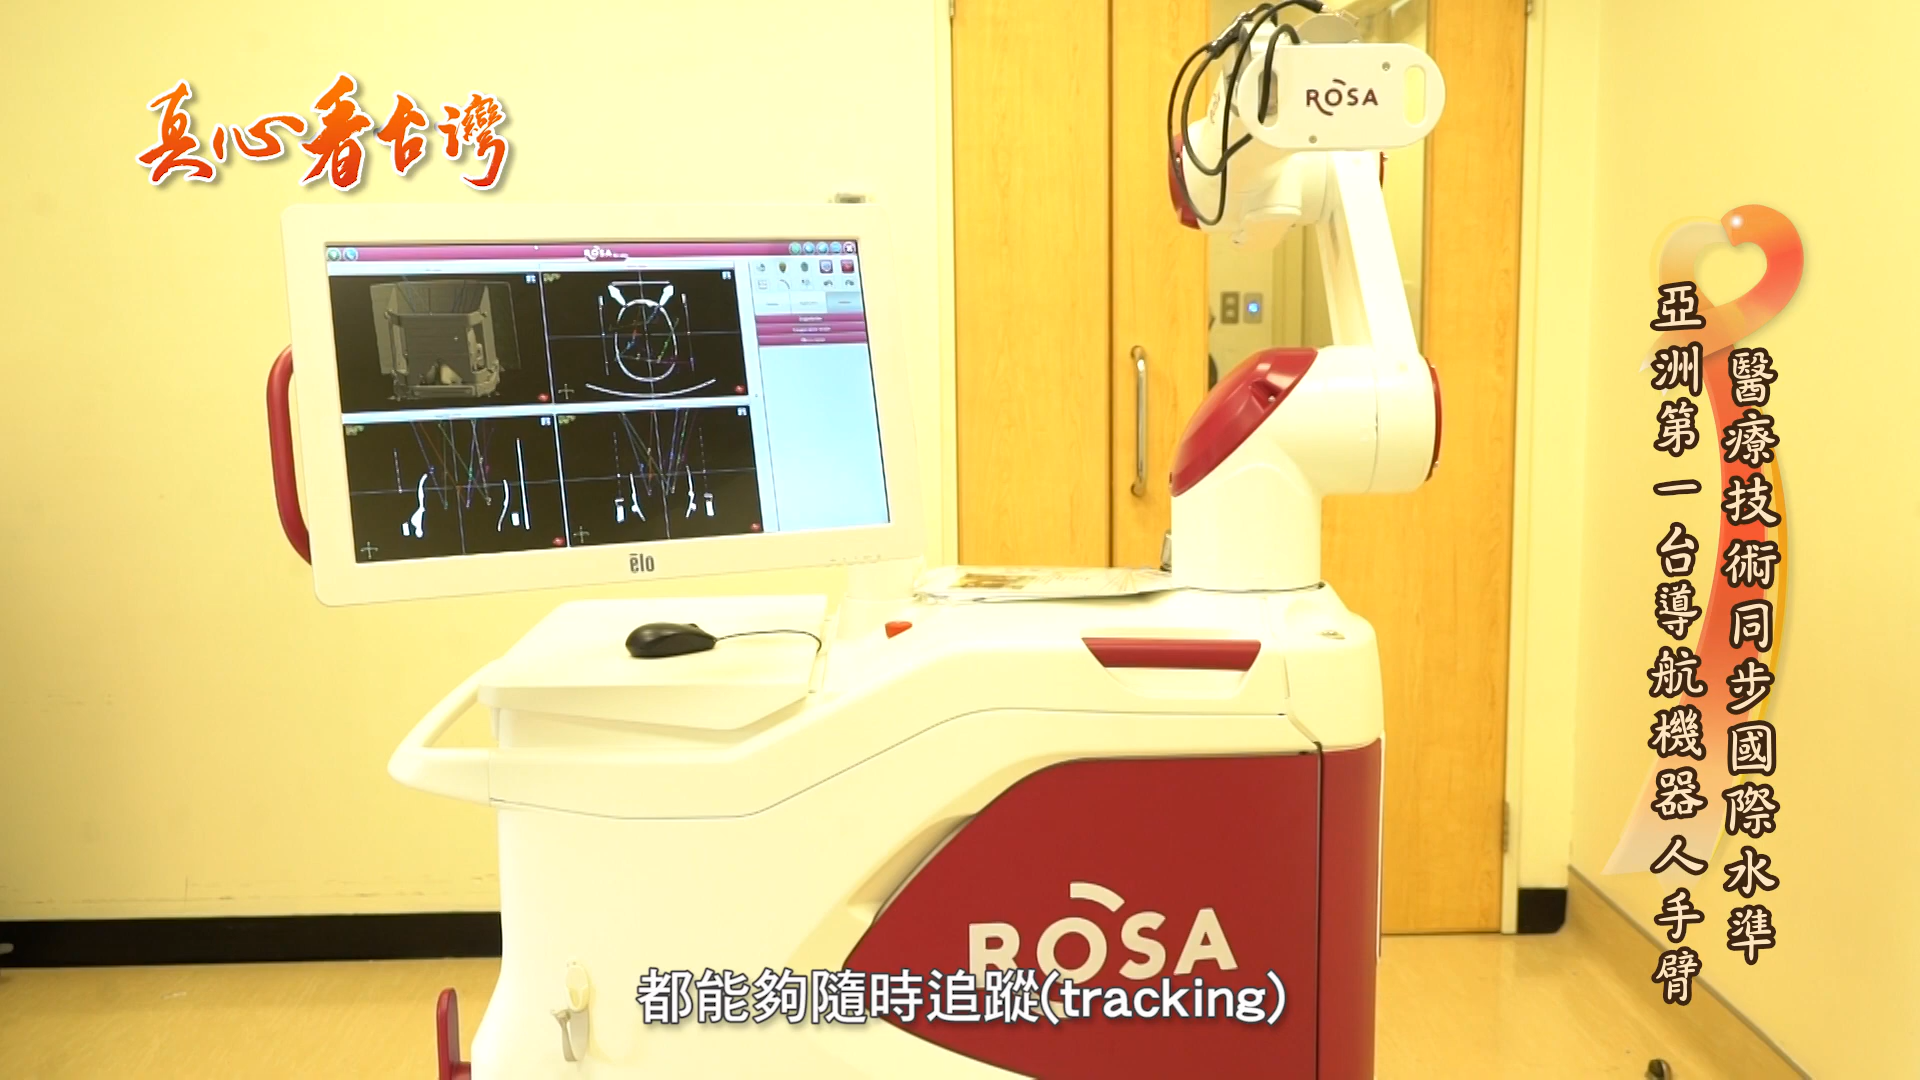 真心看台灣
ROSA
ROSA
醫療技術同步國際水準
亞洲第一台導航機器人手臂
elo
ROSA
都能夠隨時追蹤(tracking)